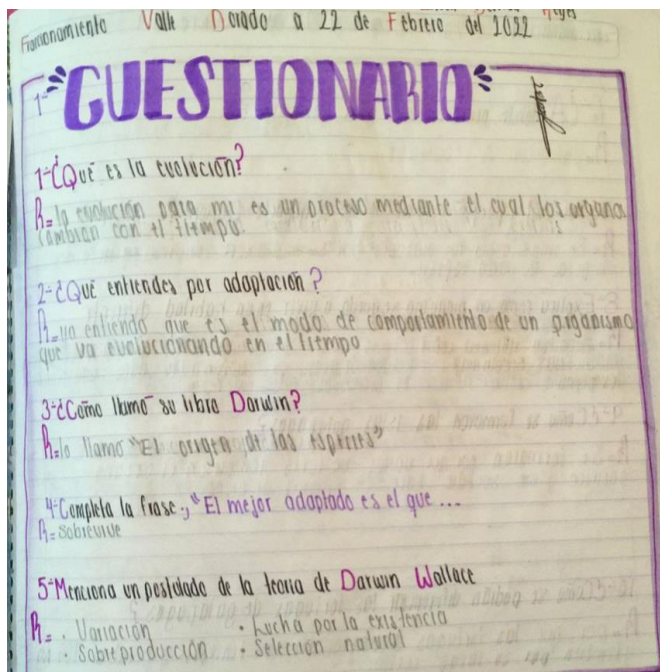 Fraccionamiento Valle Dorado a 22 de Febrero del 2022
1- "CUESTIONARIO"
1-¿Qué es la evolución?
R= la evolución para mi es un proceso mediante el cual los organa
cambian con el tiempo.
2-¿Qué entiendes por adaptación?
R= yo entiendo que es el modo de comportamiento de un organismo
que va evolucionando en el tiempo
3-¿Cómo llamó su libro Darwin?
R=lo llamo "El origen de las especies"
4-Completa la frase:, "El mejor adaptado es el que ...
R=sobrevive
5-Menciona un postulado de la teoria de Darwin Wallace
R= . Variación . Lucha por la existencia
. Sobreproducción . Selección natural